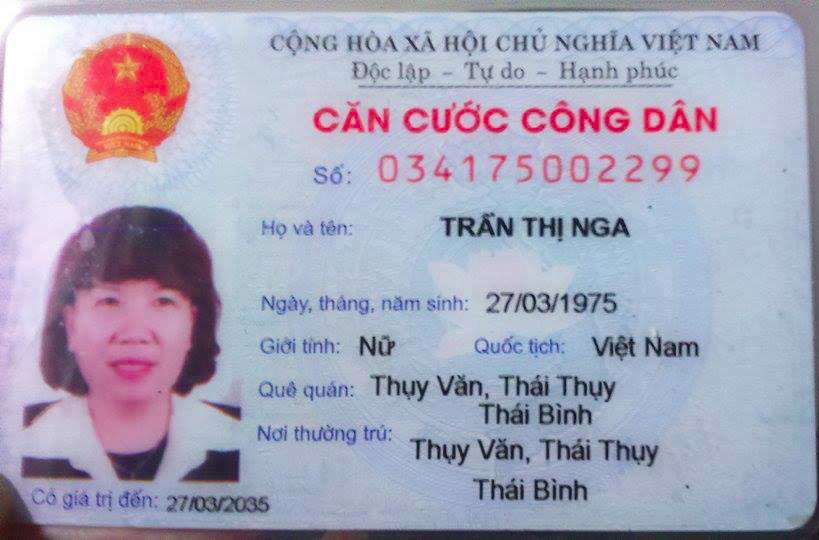 CỘNG HÒA XÃ HỘI CHỦ NGHĨA VIỆT NAM
Độc lập - Tự do - Hạnh phúc
CĂN CƯỚC CÔNG DÂN
Số: 034175002299
Họ và tên: TRẦN THỊ NGA
Ngày, tháng, năm sinh: 27/03/1975
Giới tính: Nữ Quốc tịch: Việt Nam
Quê quán: Thụy Văn, Thái Thụy
Thái Bình
Nơi thường trú: Thụy Văn, Thái Thụy
Thái Bình
Có giá trị đến: 27/03/2035